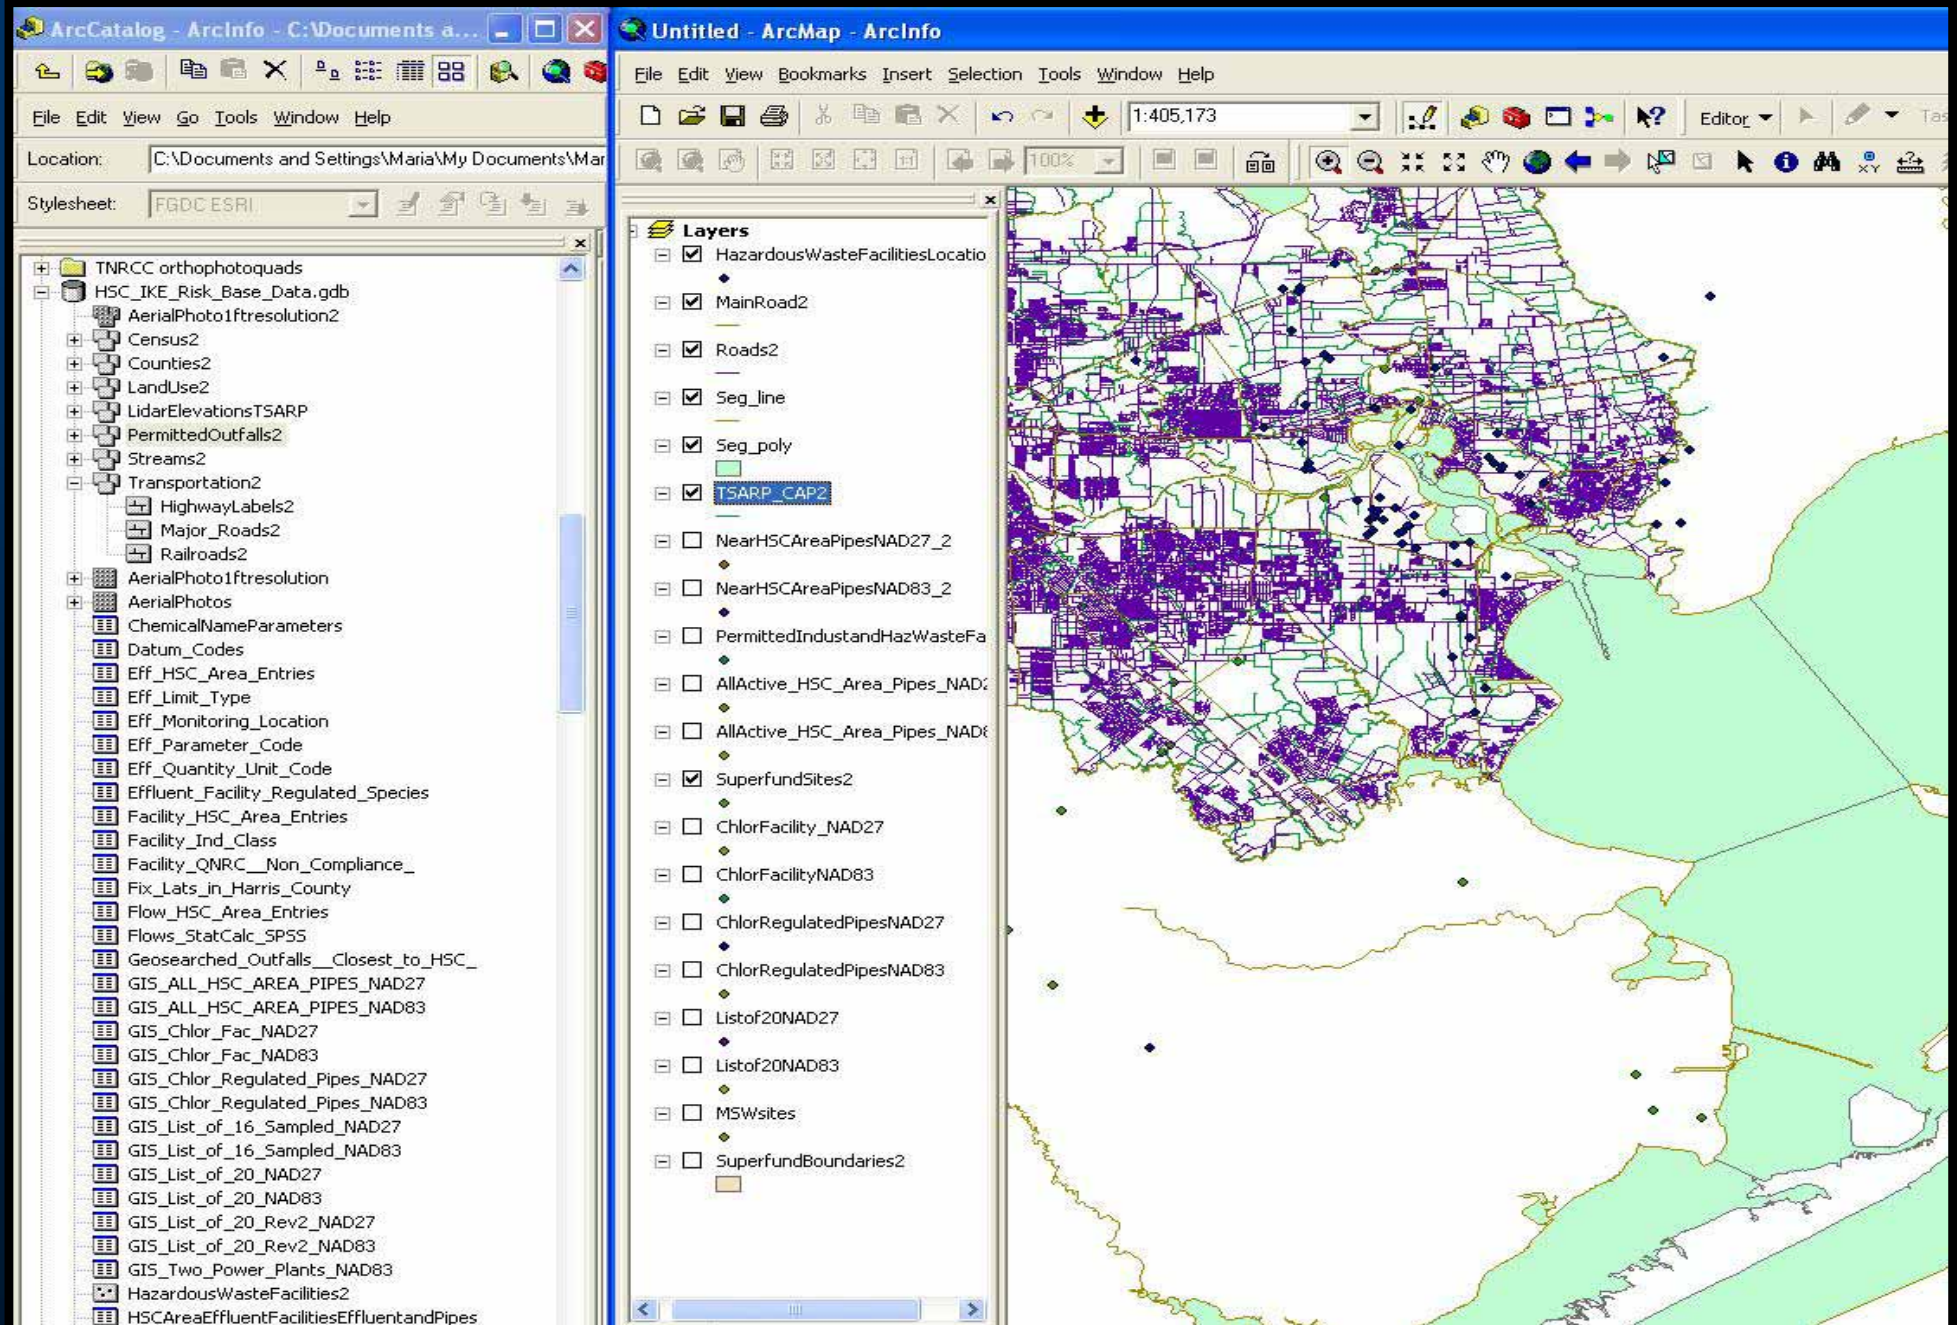 ArcCatalog - ArcInfo - C:\Documents a...
File Edit View Go Tools Window Help
Location: C:\Documents and Settings\Maria\My Documents\Mar
Stylesheet: FGDC ESRI
TNRCC orthophotoquads
HSC_IKE_Risk_Base_Data.gdb
AerialPhoto1ftresolution2
Census2
Counties2
LandUse2
LidarElevationsTSARP
PermittedOutfalls2
Streams2
Transportation2
HighwayLabels2
Major_Roads2
Railroads2
AerialPhoto1ftresolution
AerialPhotos
ChemicalNameParameters
Datum_Codes
Eff_HSC_Area_Entries
Eff_Limit_Type
Eff_Monitoring_Location
Eff_Parameter_Code
Eff_Quantity_Unit_Code
Effluent_Facility_Regulated_Species
Facility_HSC_Area_Entries
Facility_Ind_Class
Facility_QNRC__Non_Compliance_
Fix_Lats_in_Harris_County
Flow_HSC_Area_Entries
Flows_StatCalc_SPSS
Geosearched_Outfalls__Closest_to_HSC_
GIS_ALL_HSC_AREA_PIPES_NAD27
GIS_ALL_HSC_AREA_PIPES_NAD83
GIS_Chlor_Fac_NAD27
GIS_Chlor_Fac_NAD83
GIS_Chlor_Regulated_Pipes_NAD27
GIS_Chlor_Regulated_Pipes_NAD83
GIS_List_of_16_Sampled_NAD27
GIS_List_of_16_Sampled_NAD83
GIS_List_of_20_NAD27
GIS_List_of_20_NAD83
GIS_List_of_20_Rev2_NAD27
GIS_List_of_20_Rev2_NAD83
GIS_Two_Power_Plants_NAD83
HazardousWasteFacilities2
HSCAreaEffluentFacilitiesEffluentandPipes
Untitled - ArcMap - ArcInfo
File Edit View Bookmarks Insert Selection Tools Window Help
1:405,173 Editor Tas
100%
Layers
HazardousWasteFacilitiesLocatio
MainRoad2
Roads2
Seg_line
Seg_poly
TSARP_CAP2
NearHSCAreaPipesNAD27_2
NearHSCAreaPipesNAD83_2
PermittedIndustandHazWasteFa
AllActive_HSC_Area_Pipes_NAD2
AllActive_HSC_Area_Pipes_NAD8
SuperfundSites2
ChlorFacility_NAD27
ChlorFacilityNAD83
ChlorRegulatedPipesNAD27
ChlorRegulatedPipesNAD83
Listof20NAD27
Listof20NAD83
MSWsites
SuperfundBoundaries2